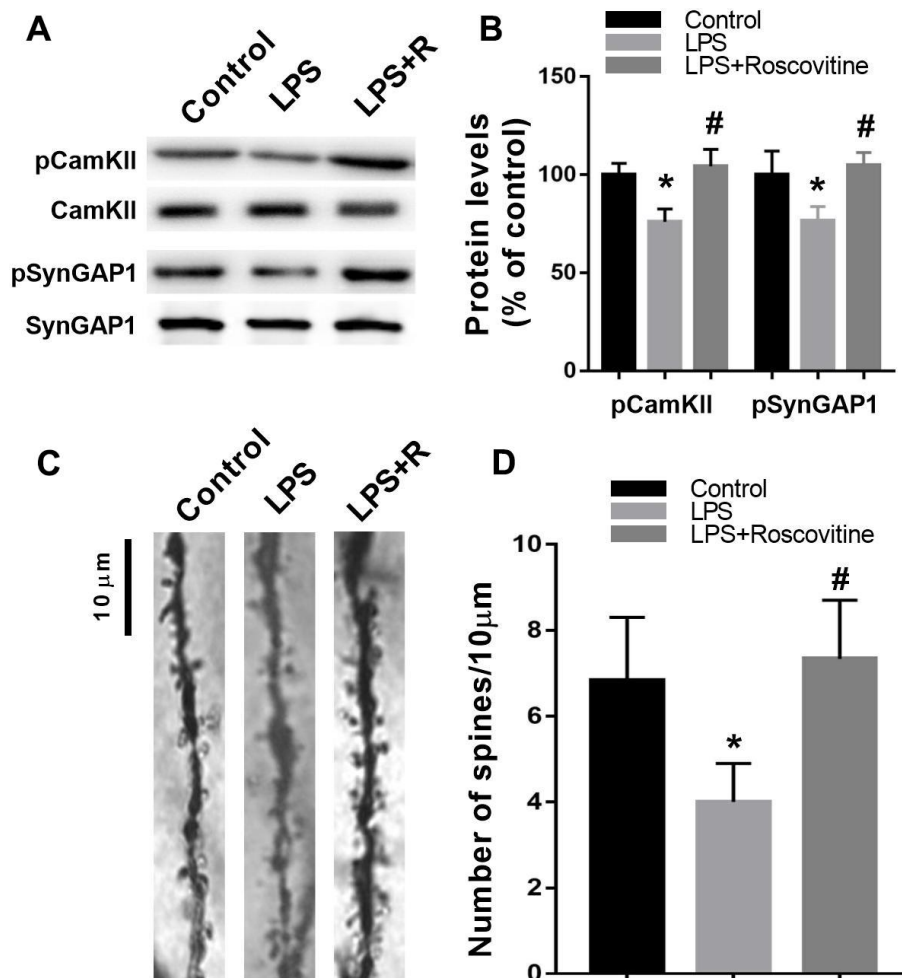 A
Control
LPS
LPS+R
pCamKII
CamKII
pSynGAP1
SynGAP1
B
Control
LPS
LPS+Roscovitine
Protein levels
(% of control)
150
100
50
0
*
#
*
#
pCamKII
pSynGAP1
C
Control
LPS
LPS+R
10 μm
D
Control
LPS
LPS+Roscovitine
Number of spines/10μm
10
8
6
4
2
0
*
#